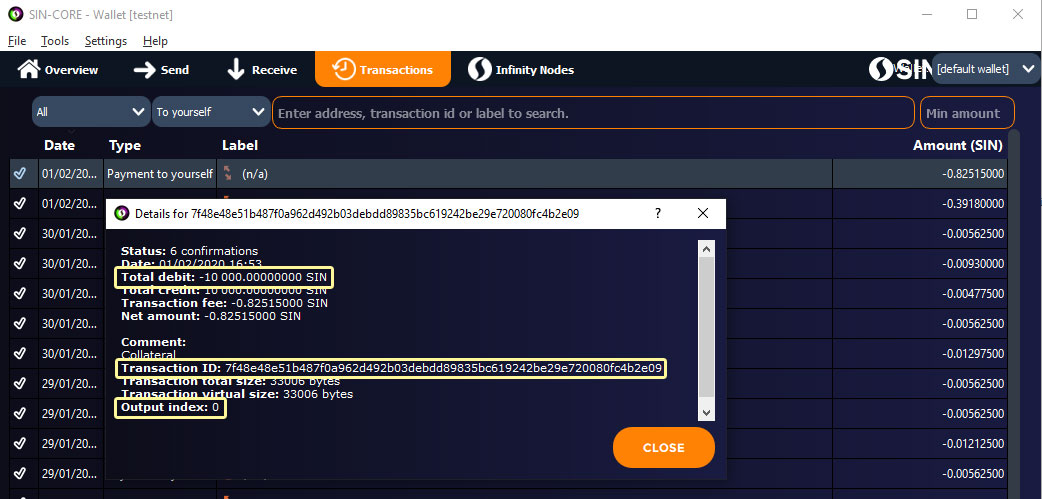 SIN-CORE - Wallet [testnet]
File Tools Settings Help
Overview Send Receive Transactions Infinity Nodes SIN [default wallet]
All To yourself Enter address, transaction id or label to search. Min amount
Date Type Label Amount (SIN)
01/02/20... Payment to yourself (n/a) -0.82515000
01/02/20... -0.39180000
Details for 7f48e48e51b487f0a962d492b03debdd89835bc619242be29e720080fc4b2e09 ?
30/01/20... -0.00562500
Status: 6 confirmations
30/01/20... -0.00930000
Date: 01/02/2020 16:53
Total debit: -10 000.00000000 SIN
Total credit: 10 000.00000000 SIN
30/01/20... -0.00477500
Transaction fee: -0.82515000 SIN
Net amount: -0.82515000 SIN
30/01/20... -0.00562500
Comment:
Collateral
30/01/20... -0.01297500
Transaction ID: 7f48e48e51b487f0a962d492b03debdd89835bc619242be29e720080fc4b2e09
Transaction total size: 33006 bytes
29/01/20... -0.00562500
Transaction virtual size: 33006 bytes
Output index: 0
29/01/20... -0.00562500
29/01/20... -0.01212500
CLOSE
29/01/20... -0.00562500